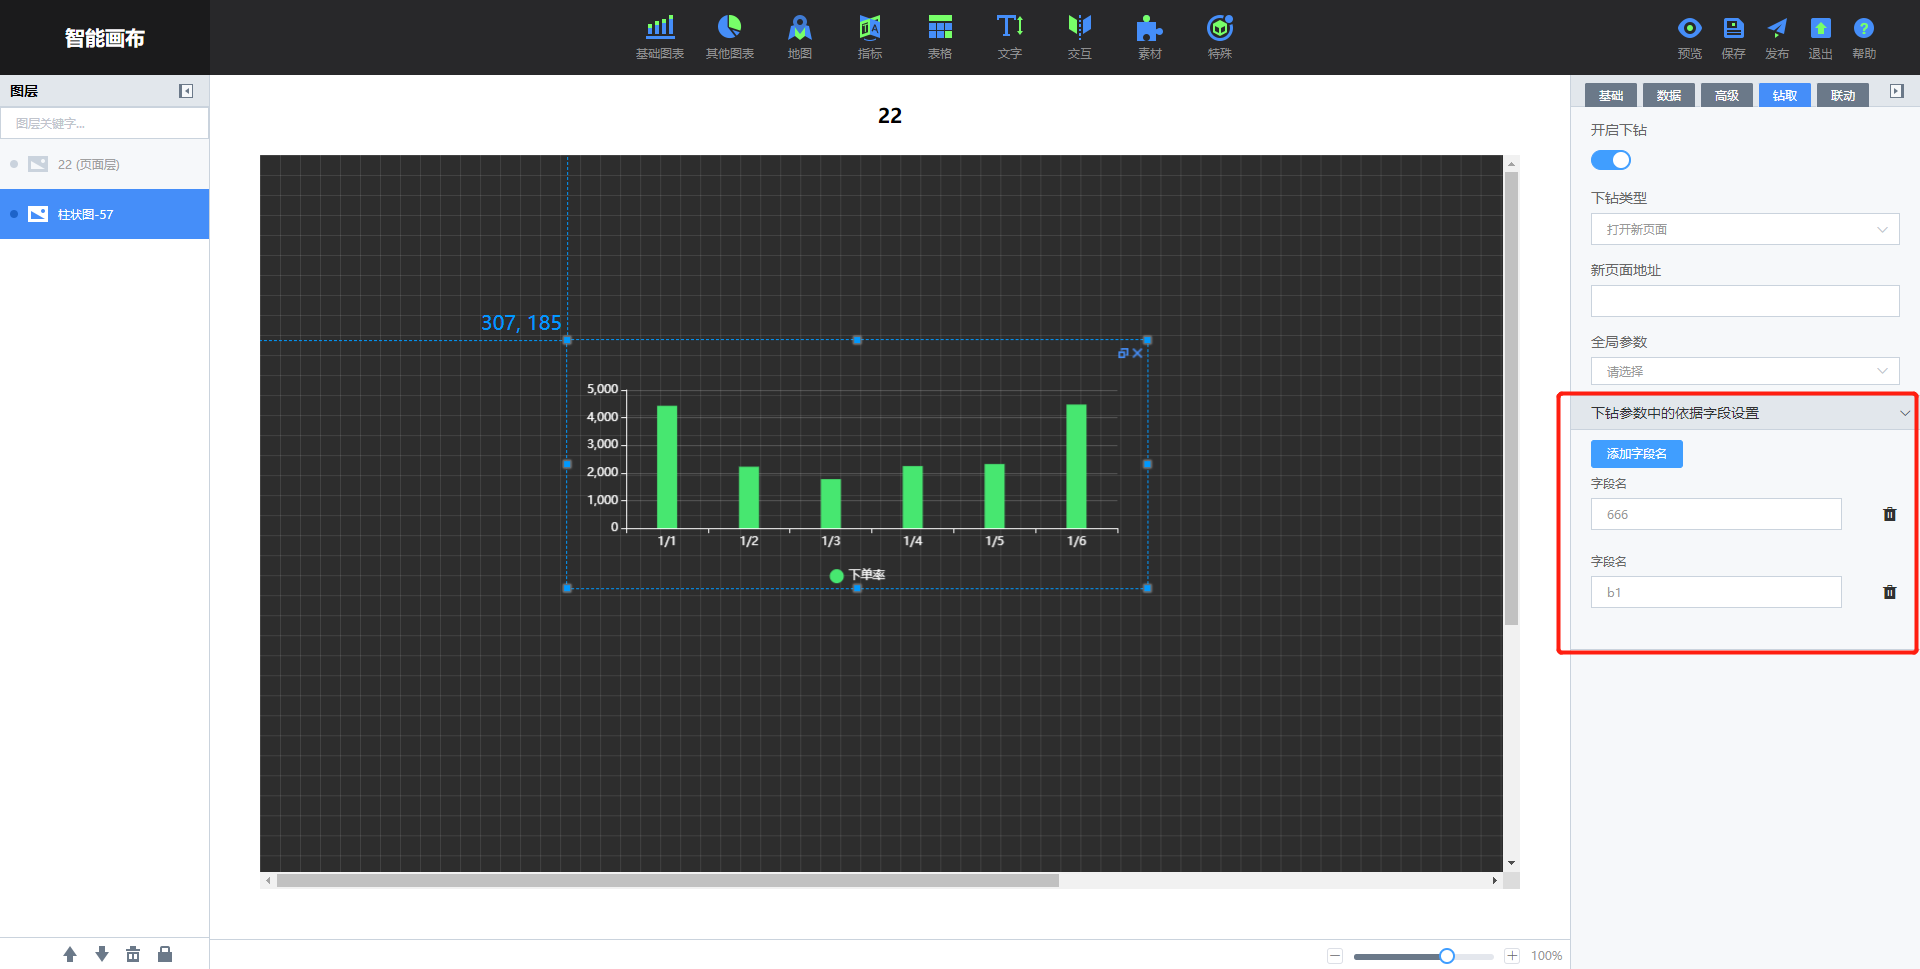 智能画布
基础图表
其他图表
地图
指标
表格
文字
交互
素材
特殊
预览
保存
发布
退出
帮助
图层
图层关键字...
22 (页面层)
柱状图-57
22
307, 185
5,000
4,000
3,000
2,000
1,000
0
1/1
1/2
1/3
1/4
1/5
1/6
下单率
基础
数据
高级
钻取
联动
开启下钻
下钻类型
打开新页面
新页面地址
全局参数
请选择
下钻参数中的依据字段设置
添加字段名
字段名
666
字段名
b1
100%